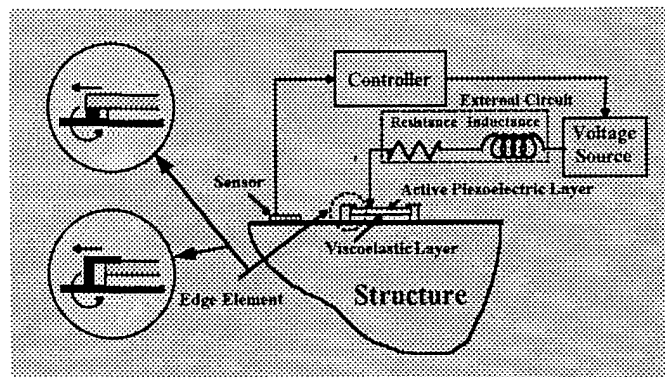 Controller
External Circuit
Resistance Inductance
Voltage
Source
Sensor
Active Piezoelectric Layer
Viscoelastic Layer
Edge Element
Structure